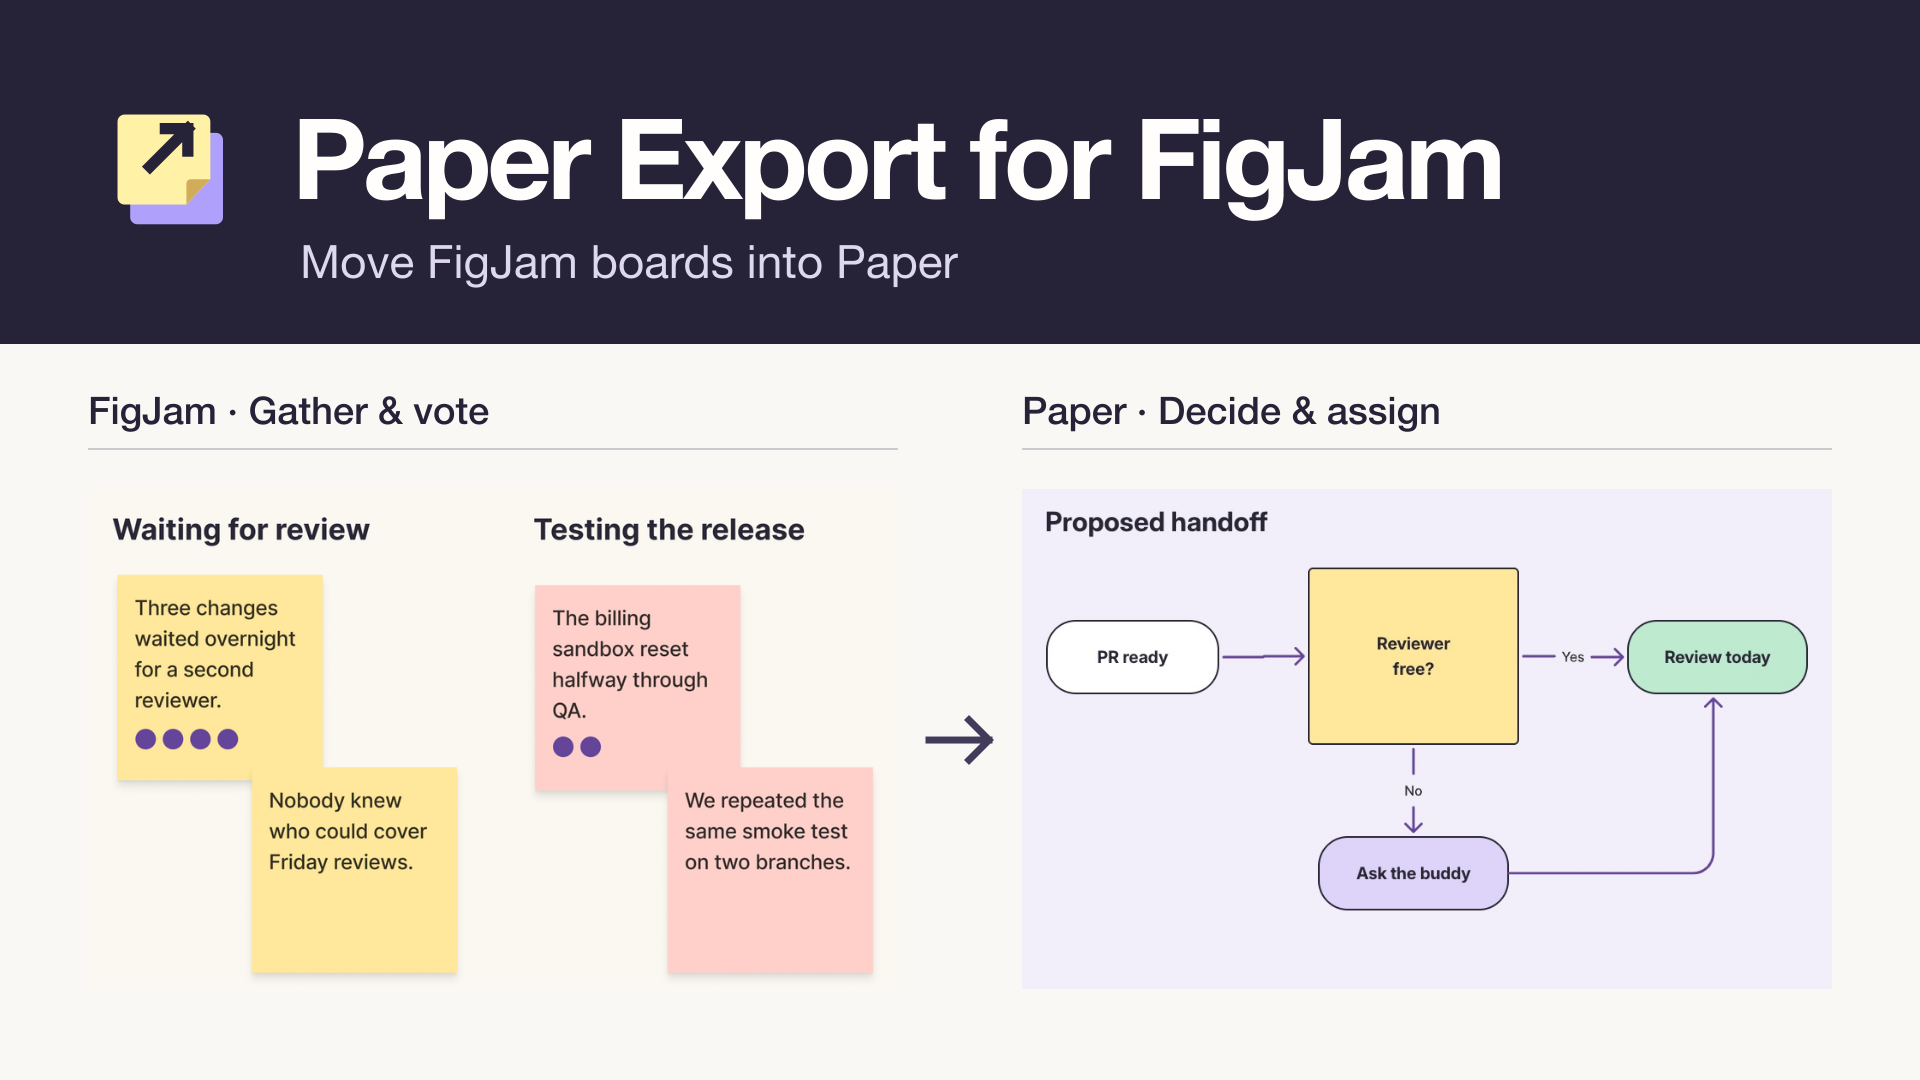 Paper Export for FigJam
Move FigJam boards into Paper
FigJam · Gather & vote
Waiting for review
Three changes
waited overnight
for a second
reviewer.
Nobody knew
who could cover
Friday reviews.
Testing the release
The billing
sandbox reset
halfway through
QA.
We repeated the
same smoke test
on two branches.
Paper · Decide & assign
Proposed handoff
PR ready
Reviewer
free?
Yes
Review today
No
Ask the buddy